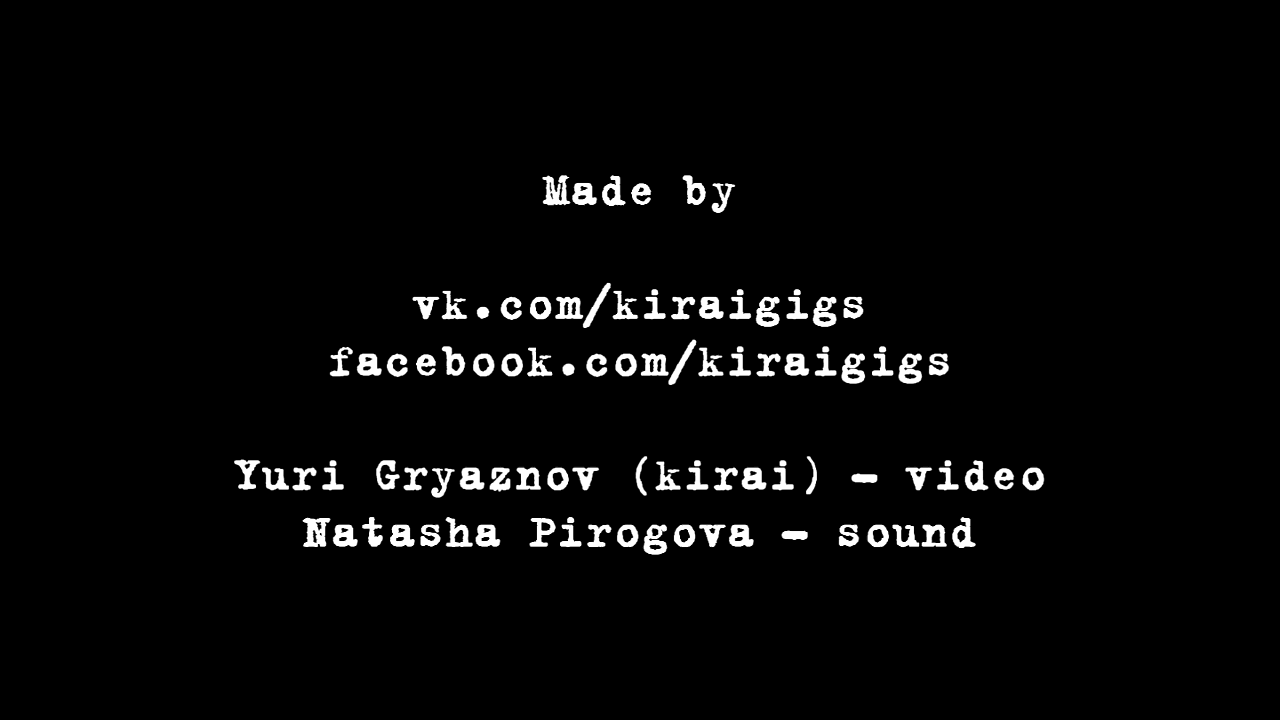 Made by
vk.com/kiraigigs
facebook.com/kiraigigs
Yuri Gryaznov (kirai) - video
Natasha Pirogova - sound